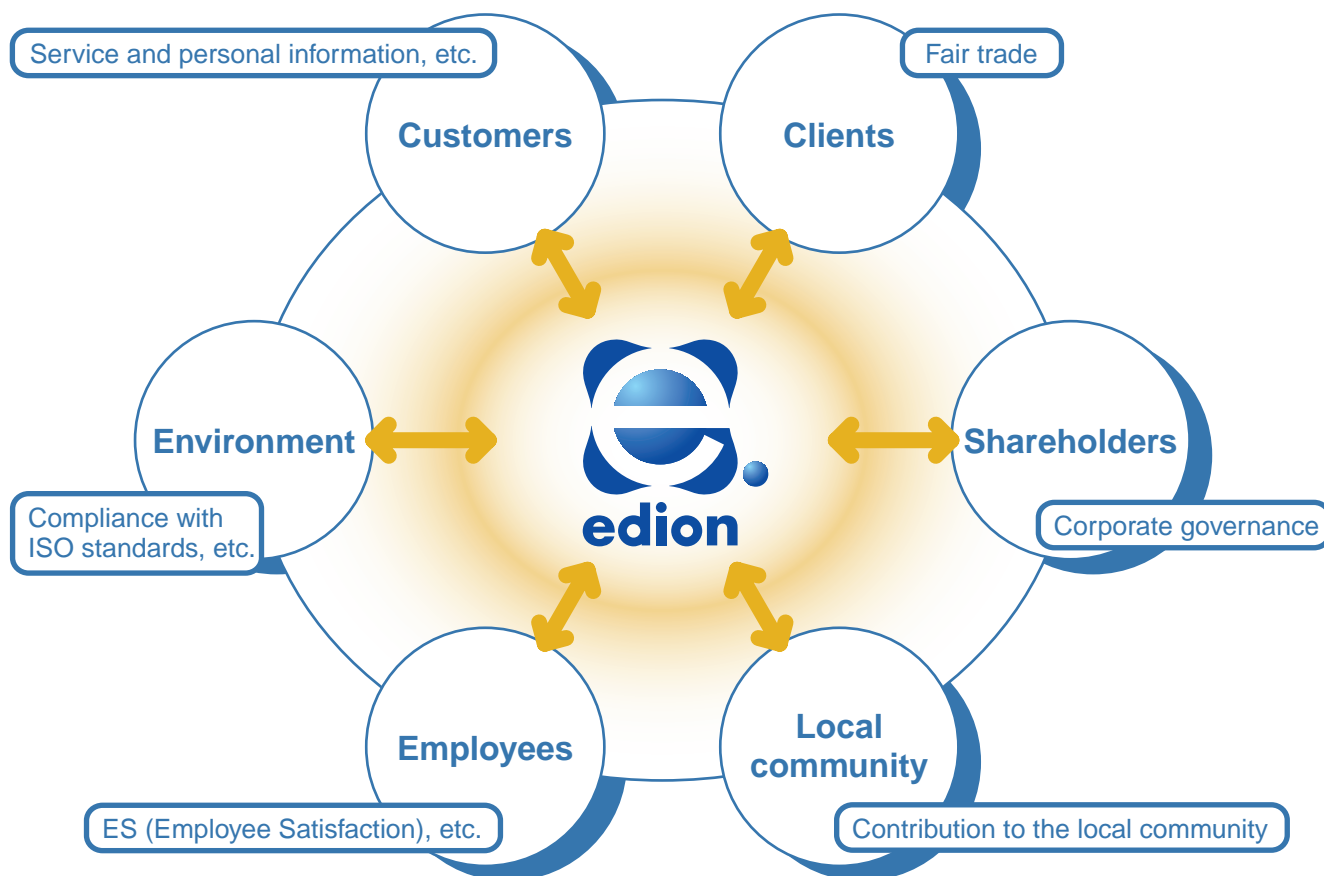 Service and personal information, etc.
Fair trade
Customers
Clients
Environment
Shareholders
Compliance with
ISO standards, etc.
Corporate governance
edion
Employees
Local
community
ES (Employee Satisfaction), etc.
Contribution to the local community